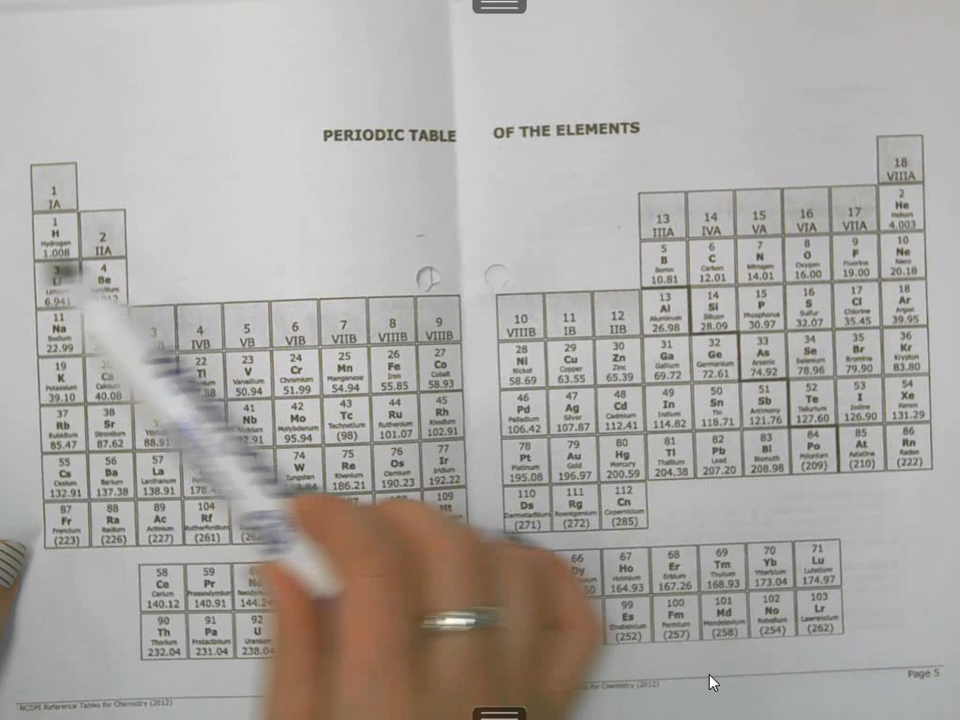 PERIODIC TABLE OF THE ELEMENTS
1 18
IA VIIIA
1 2 13 14 15 16 17 2
H IIA IIIA IVA VA VIA VIIA He
Hydrogen Helium
1.008 4.003
3 4 5 6 7 8 9 10
Li Be B C N O F Ne
Boron Carbon Nitrogen Oxygen Fluorine Neon
6.941 10.81 12.01 14.01 16.00 19.00 20.18
11 3 4 5 6 7 8 9 10 11 12 13 14 15 16 17 18
Na IVB VB VIB VIIB VIIIB VIIIB VIIIB IB IIB Al Si P S Cl Ar
Sodium Aluminum Silicon Phosphorus Sulfur Chlorine Argon
22.99 26.98 28.09 30.97 32.07 35.45 39.95
19 22 23 24 25 26 27 28 29 30 31 32 33 34 35 36
K Ti V Cr Mn Fe Co Ni Cu Zn Ga Ge As Se Br Kr
Potassium Calcium Vanadium Chromium Manganese Iron Cobalt Nickel Copper Zinc Gallium Germanium Arsenic Selenium Bromine Krypton
39.10 40.08 50.94 51.99 54.94 55.85 58.93 58.69 63.55 65.39 69.72 72.61 74.92 78.96 79.90 83.80
37 38 41 42 43 44 45 46 47 48 49 50 51 52 53 54
Rb Sr Nb Mo Tc Ru Rh Pd Ag Cd In Sn Sb Te I Xe
Rubidium Strontium Molybdenum Technetium Ruthenium Rhodium Palladium Silver Cadmium Indium Tin Antimony Tellurium Iodine Xenon
85.47 87.62 88.91 95.94 (98) 101.07 102.91 106.42 107.87 112.41 114.82 118.71 121.76 127.60 126.90 131.29
55 56 57 74 75 76 77 78 79 80 81 82 83 84 85 86
Cs Ba La W Re Os Ir Pt Au Hg Tl Pb Bi Po At Rn
Cesium Barium Lanthanum Tungsten Rhenium Osmium Iridium Platinum Gold Mercury Thallium Lead Bismuth Polonium Astatine Radon
132.91 137.38 138.91 186.21 190.23 192.22 195.08 196.97 200.59 204.38 207.20 208.98 (209) (210) (222)
87 88 89 104 109 110 111 112
Fr Ra Ac Rf Mt Ds Rg Cn
Francium Radium Actinium Rutherfordium Darmstadtium Roentgenium Copernicium
(223) (226) (227) (261) (271) (272) (285)
58 59 66 67 68 69 70 71
Ce Pr Dy Ho Er Tm Yb Lu
Cerium Holmium Erbium Thulium Ytterbium Lutetium
140.12 140.91 164.93 167.26 168.93 173.04 174.97
90 91 92 99 100 101 102 103
Th Pa U Es Fm Md No Lr
Thorium Protactinium Uranium Einsteinium Fermium Mendelevium Nobelium Lawrencium
232.04 231.04 238.04 (252) (257) (258) (254) (262)
NCDPI Reference Tables for Chemistry (2012) for Chemistry (2012) Page 5